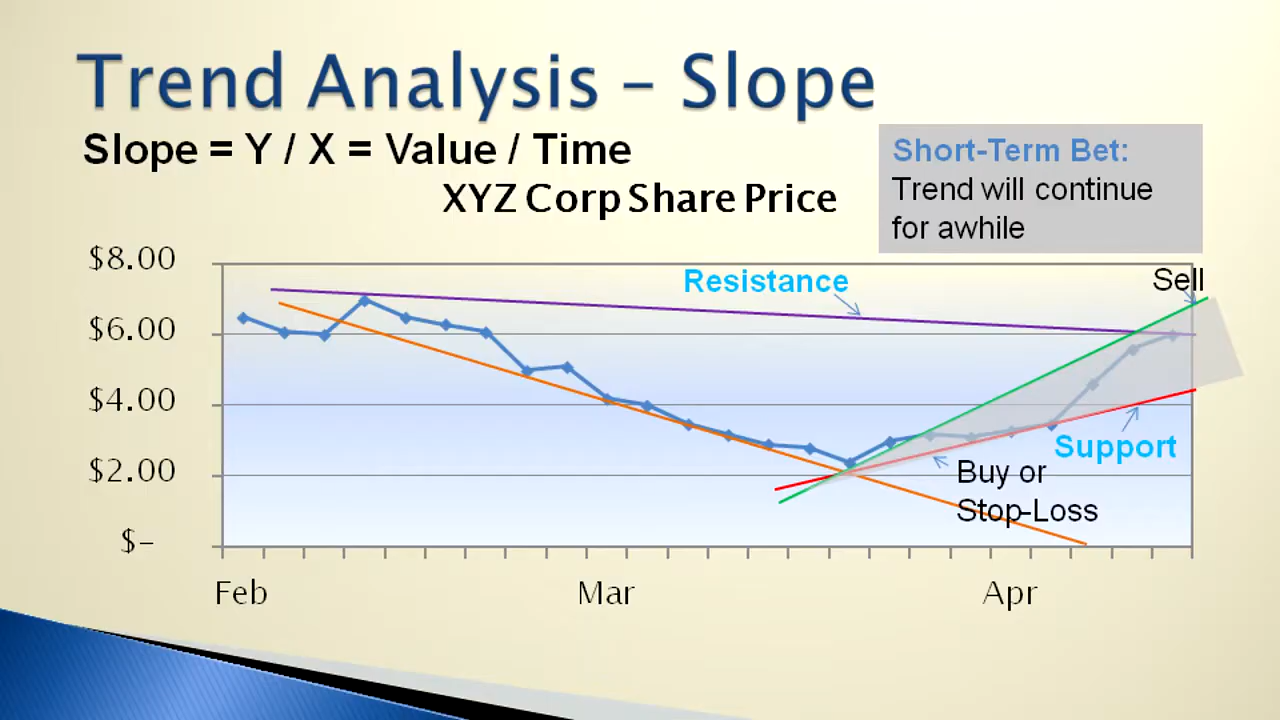 Trend Analysis – Slope
Slope = Y / X = Value / Time
XYZ Corp Share Price
Short-Term Bet:
Trend will continue
for awhile
$8.00
$6.00
$4.00
$2.00
$–
Resistance
Sell
Support
Buy or
Stop-Loss
Feb Mar Apr